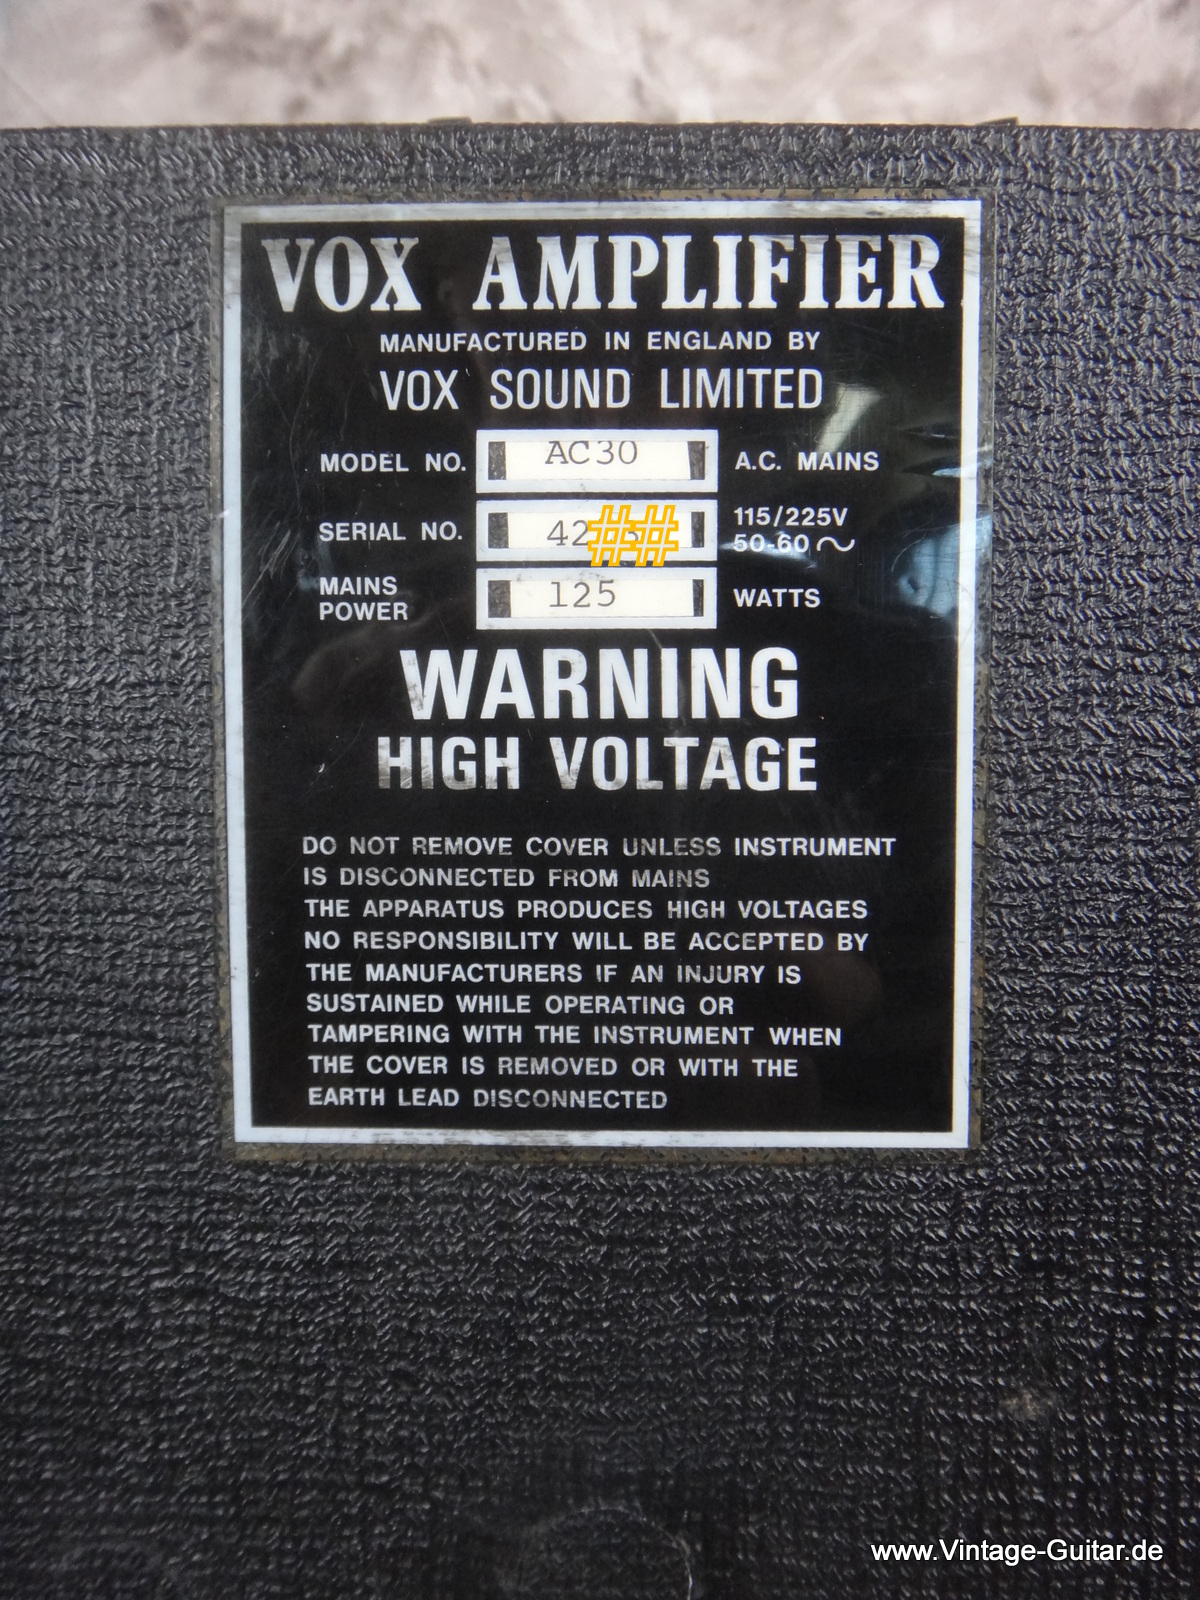 VOX AMPLIFIER
MANUFACTURED IN ENGLAND BY
VOX SOUND LIMITED
MODEL NO. AC30 A.C. MAINS
SERIAL NO. 42## 115/225V
50-60 ~
MAINS
POWER 125 WATTS
WARNING
HIGH VOLTAGE
DO NOT REMOVE COVER UNLESS INSTRUMENT
IS DISCONNECTED FROM MAINS
THE APPARATUS PRODUCES HIGH VOLTAGES
NO RESPONSIBILITY WILL BE ACCEPTED BY
THE MANUFACTURERS IF AN INJURY IS
SUSTAINED WHILE OPERATING OR
TAMPERING WITH THE INSTRUMENT WHEN
THE COVER IS REMOVED OR WITH THE
EARTH LEAD DISCONNECTED
www.Vintage-Guitar.de